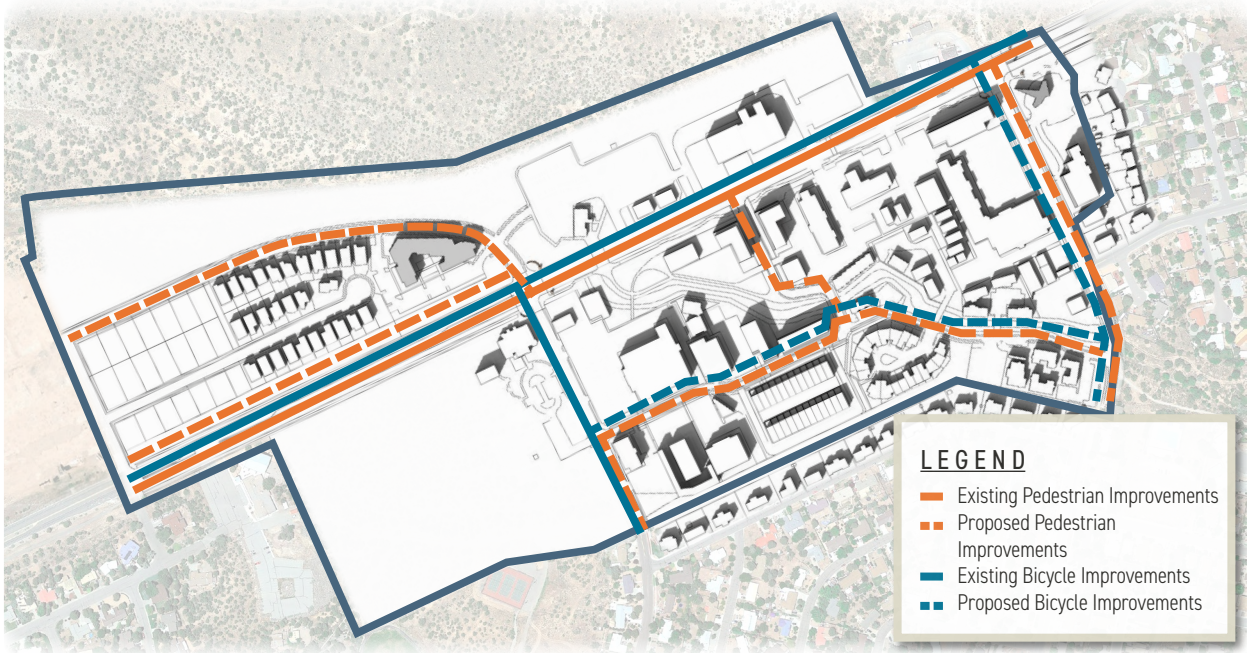 LEGEND
Existing Pedestrian Improvements
Proposed Pedestrian
Improvements
Existing Bicycle Improvements
Proposed Bicycle Improvements